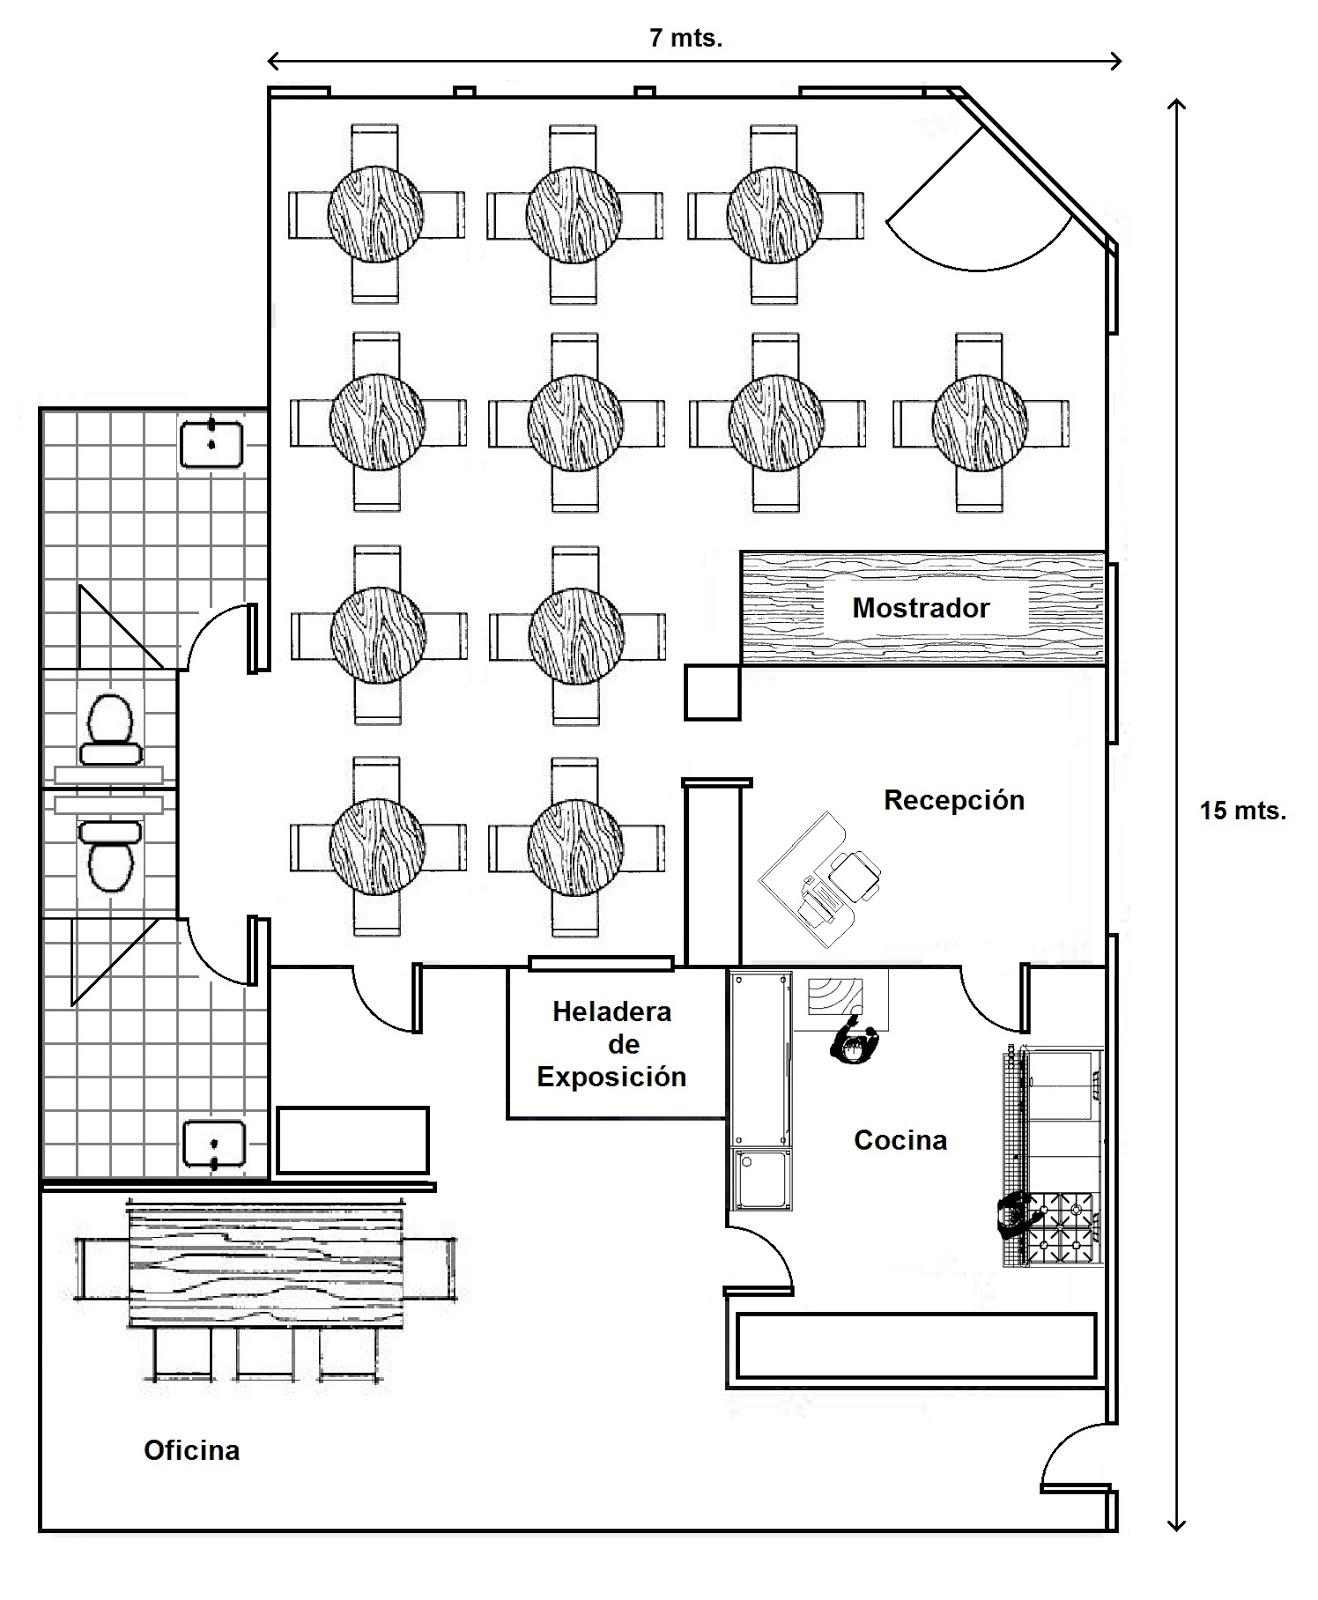 7 mts.
Mostrador
Recepción
15 mts.
Heladera
de
Exposición
Cocina
Oficina